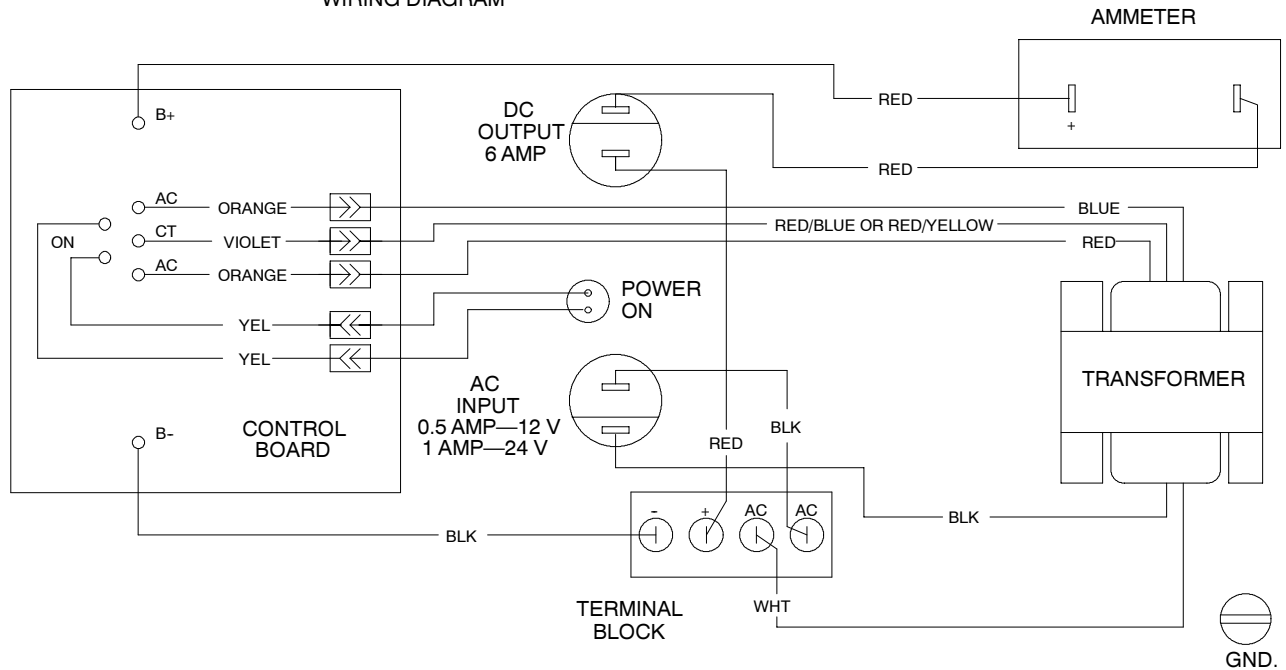 WIRING DIAGRAM
AMMETER
B+
DC
OUTPUT
6 AMP
RED
+
RED
AC
ORANGE
BLUE
ON
CT
VIOLET
RED/BLUE OR RED/YELLOW
AC
ORANGE
RED
YEL
POWER
ON
YEL
AC
INPUT
0.5 AMP—12 V
1 AMP—24 V
TRANSFORMER
B-
CONTROL
BOARD
RED
BLK
- + AC AC
BLK
BLK
TERMINAL
BLOCK
WHT
GND.